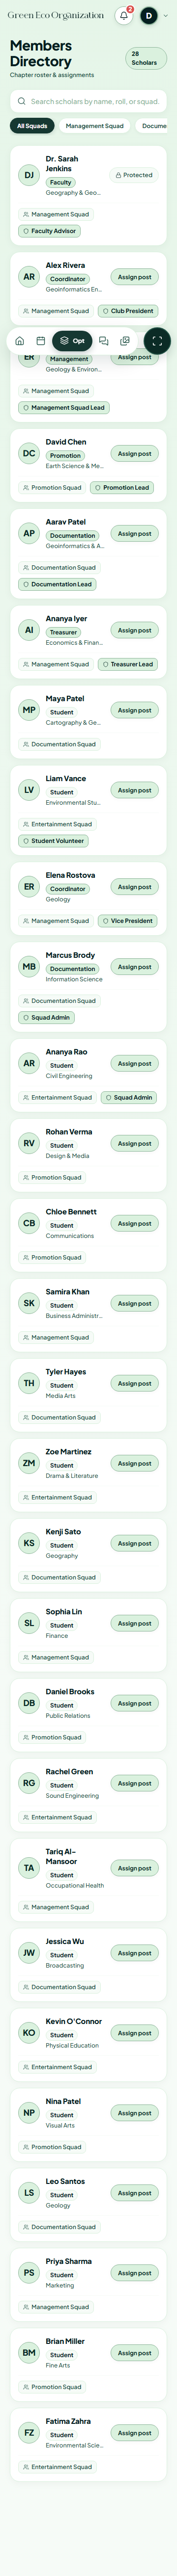 Green Eco Organization
2
D
Members
Directory
Chapter roster & assignments
28
Scholars
Search scholars by name, roll, or squad.
All Squads
Management Squad
Docume
DJ
Dr. Sarah
Jenkins
Faculty
Geography & Geo...
Protected
Management Squad
Faculty Advisor
AR
Alex Rivera
Coordinator
Geoinformatics En...
Assign post
Management Squad
Club President
Opt
ER
Management
Geology & Environ...
Assign post
Management Squad
Management Squad Lead
DC
David Chen
Promotion
Earth Science & Me...
Assign post
Promotion Squad
Promotion Lead
AP
Aarav Patel
Documentation
Geoinformatics & A...
Assign post
Documentation Squad
Documentation Lead
AI
Ananya Iyer
Treasurer
Economics & Finan...
Assign post
Management Squad
Treasurer Lead
MP
Maya Patel
Student
Cartography & Ge...
Assign post
Documentation Squad
LV
Liam Vance
Student
Environmental Stu...
Assign post
Entertainment Squad
Student Volunteer
ER
Elena Rostova
Coordinator
Geology
Assign post
Management Squad
Vice President
MB
Marcus Brody
Documentation
Information Science
Assign post
Documentation Squad
Squad Admin
AR
Ananya Rao
Student
Civil Engineering
Assign post
Entertainment Squad
Squad Admin
RV
Rohan Verma
Student
Design & Media
Assign post
Promotion Squad
CB
Chloe Bennett
Student
Communications
Assign post
Promotion Squad
SK
Samira Khan
Student
Business Administr...
Assign post
Management Squad
TH
Tyler Hayes
Student
Media Arts
Assign post
Documentation Squad
ZM
Zoe Martinez
Student
Drama & Literature
Assign post
Entertainment Squad
KS
Kenji Sato
Student
Geography
Assign post
Documentation Squad
SL
Sophia Lin
Student
Finance
Assign post
Management Squad
DB
Daniel Brooks
Student
Public Relations
Assign post
Promotion Squad
RG
Rachel Green
Student
Sound Engineering
Assign post
Entertainment Squad
TA
Tariq Al-
Mansoor
Student
Occupational Health
Assign post
Management Squad
JW
Jessica Wu
Student
Broadcasting
Assign post
Documentation Squad
KO
Kevin O'Connor
Student
Physical Education
Assign post
Entertainment Squad
NP
Nina Patel
Student
Visual Arts
Assign post
Promotion Squad
LS
Leo Santos
Student
Geology
Assign post
Documentation Squad
PS
Priya Sharma
Student
Marketing
Assign post
Management Squad
BM
Brian Miller
Student
Fine Arts
Assign post
Promotion Squad
FZ
Fatima Zahra
Student
Environmental Scie...
Assign post
Entertainment Squad